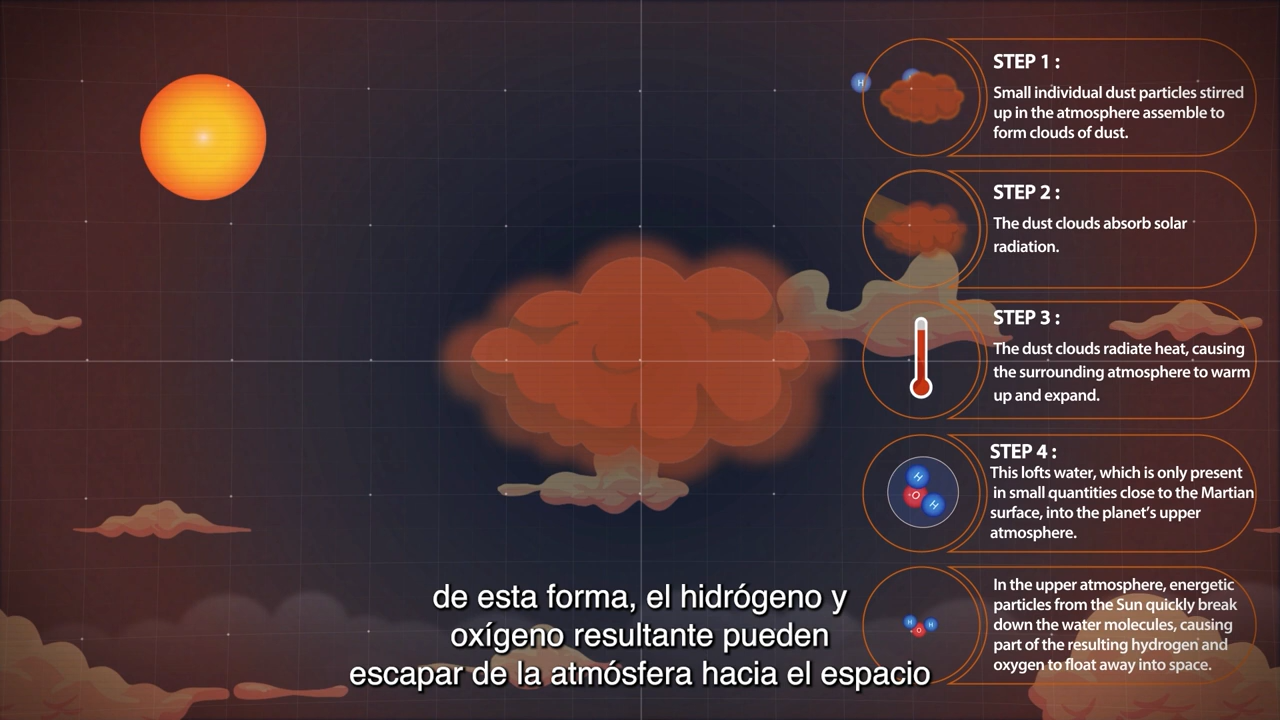 STEP 1 :
Small individual dust particles stirred
up in the atmosphere assemble to
form clouds of dust.
STEP 2 :
The dust clouds absorb solar
radiation.
STEP 3 :
The dust clouds radiate heat, causing
the surrounding atmosphere to warm
up and expand.
STEP 4 :
This lofts water, which is only present
in small quantities close to the Martian
surface, into the planet's upper
atmosphere.
In the upper atmosphere, energetic
particles from the Sun quickly break
down the water molecules, causing
part of the resulting hydrogen and
oxygen to float away into space.
H
H
O
H
H
O
H
de esta forma, el hidrógeno y
oxígeno resultante pueden
escapar de la atmósfera hacia el espacio